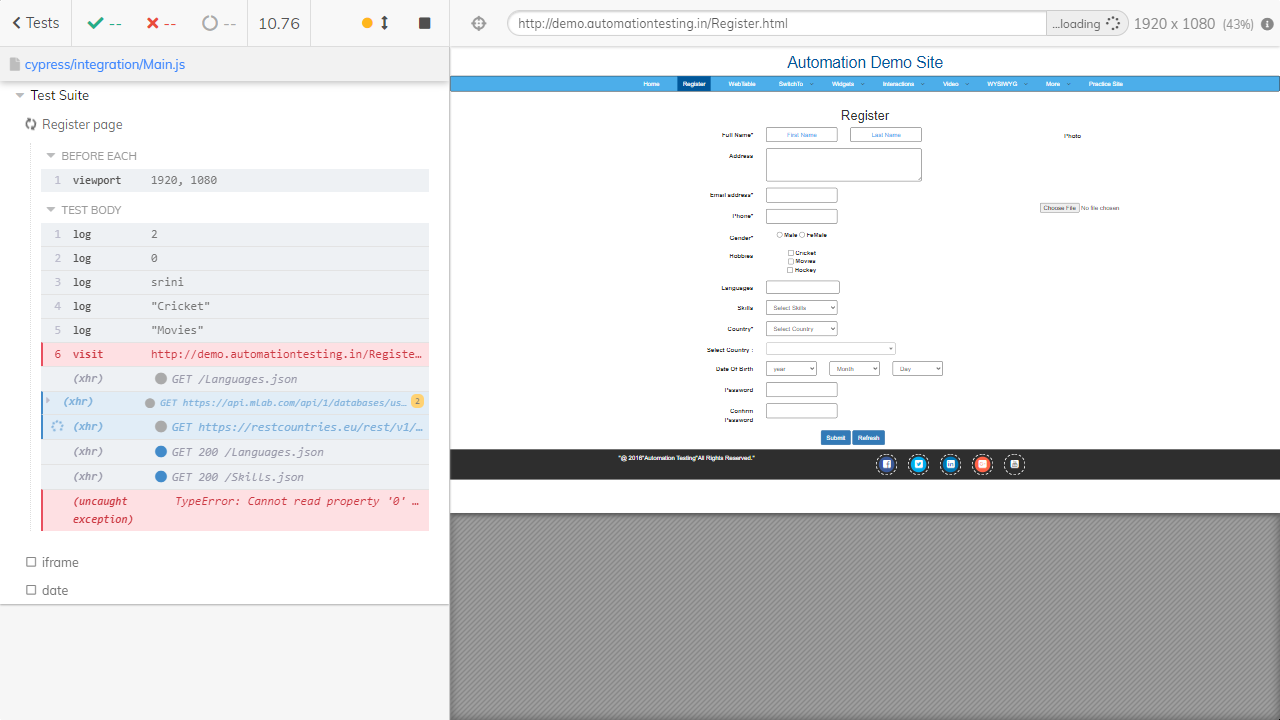 Tests
--
--
--
10.76
http://demo.automationtesting.in/Register.html
...loading
1920 x 1080 (43%)
cypress/integration/Main.js
Test Suite
Register page
BEFORE EACH
1 viewport 1920, 1080
TEST BODY
1 log 2
2 log 0
3 log srini
4 log "Cricket"
5 log "Movies"
6 visit http://demo.automationtesting.in/Registe...
(xhr) GET /Languages.json
(xhr) GET https://api.mlab.com/api/1/databases/us... 2
(xhr) GET https://restcountries.eu/rest/v1/...
(xhr) GET 200 /Languages.json
(xhr) GET 200 /Skills.json
(uncaught exception) TypeError: Cannot read property '0' ...
iframe
date
Automation Demo Site
Home Register WebTable SwitchTo Widgets Interactions Video WYSIWYG More Practice Site
Register
Full Name* First Name Last Name
Photo
Address
Email address*
Choose File No file chosen
Phone*
Gender* Male FeMale
Hobbies Cricket
Movies
Hockey
Languages
Skills Select Skills
Country* Select Country
Select Country :
Date Of Birth year Month Day
Password
Confirm
Password
Submit Refresh
"@ 2016"Automation Testing"All Rights Reserved."